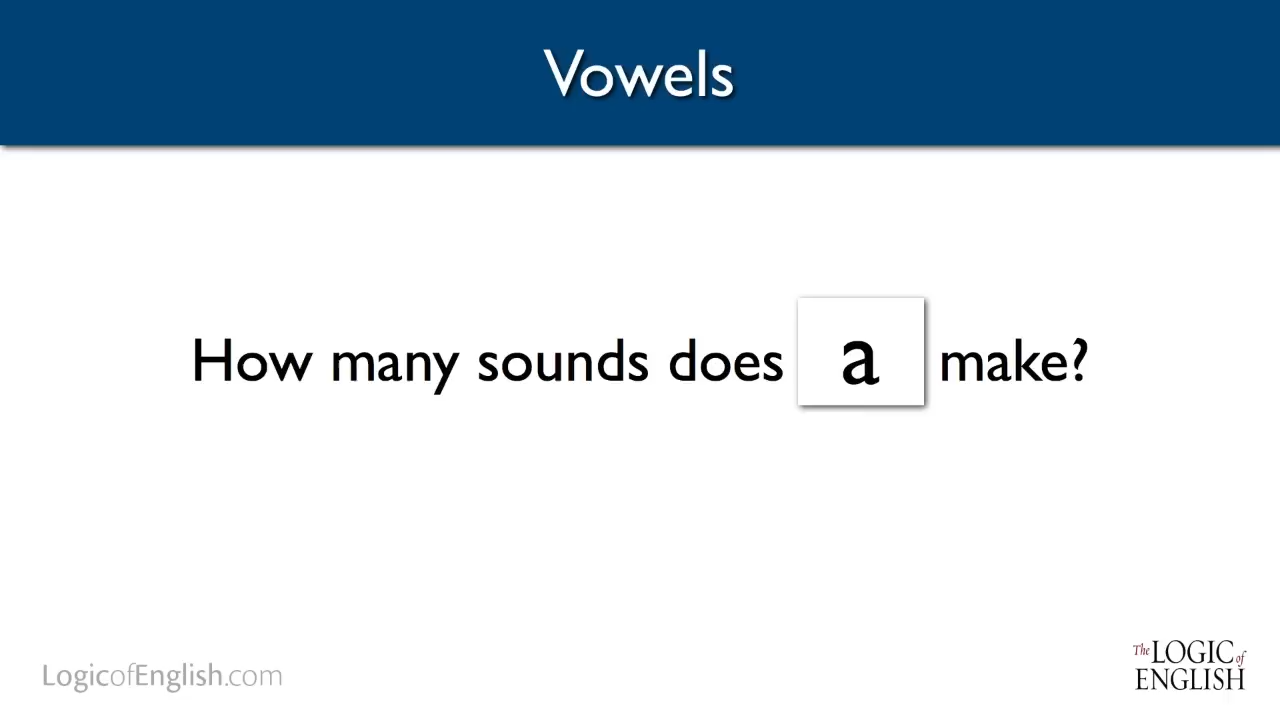 Vowels
How many sounds does a make?
LogicofEnglish.com
The LOGIC of
ENGLISH